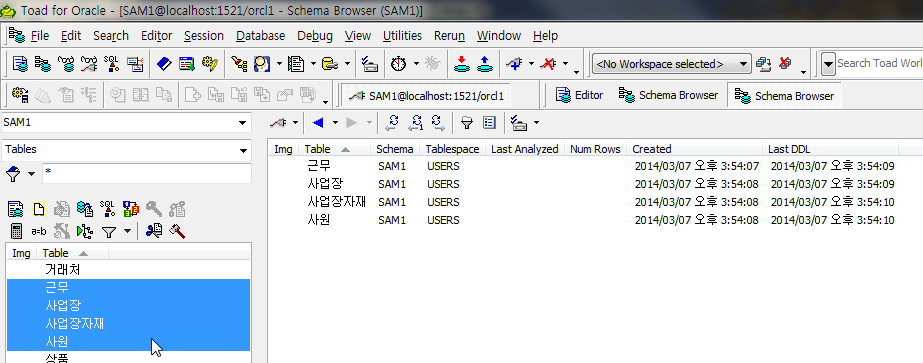 Toad for Oracle - [SAM1@localhost:1521/orcl1 - Schema Browser (SAM1)]
File Edit Search Editor Session Database Debug View Utilities Rerun Window Help
SQL <No Workspace selected> Search Toad Worl
SAM1@localhost:1521/orcl1 Editor Schema Browser Schema Browser
SAM1
Tables
*
SQL
a=b
Img Table
거래처
근무
사업장
사업장자재
사원
상품
Img Table Schema Tablespace Last Analyzed Num Rows Created Last DDL
근무 SAM1 USERS 2014/03/07 오후 3:54:07 2014/03/07 오후 3:54:09
사업장 SAM1 USERS 2014/03/07 오후 3:54:08 2014/03/07 오후 3:54:09
사업장자재 SAM1 USERS 2014/03/07 오후 3:54:08 2014/03/07 오후 3:54:10
사원 SAM1 USERS 2014/03/07 오후 3:54:08 2014/03/07 오후 3:54:10